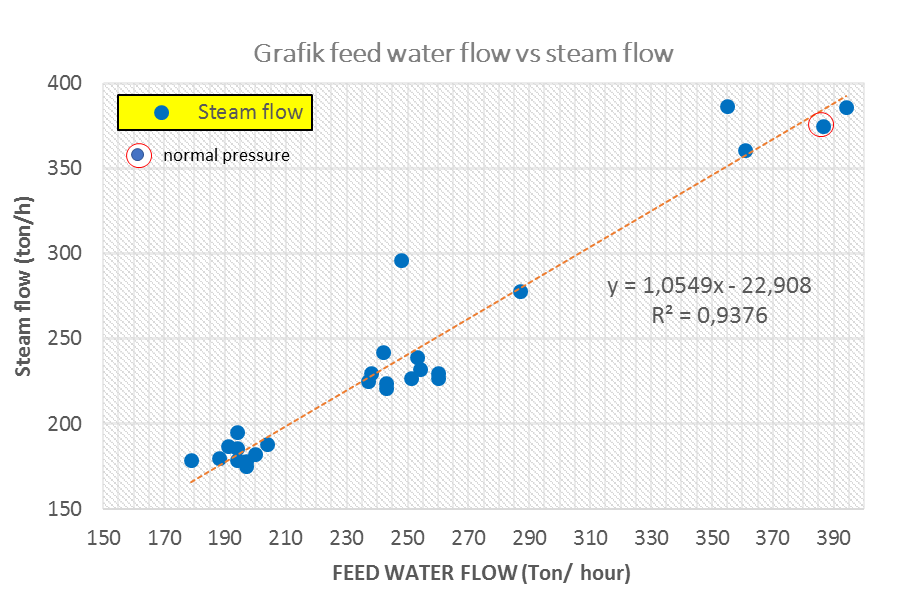 Grafik feed water flow vs steam flow
400
350
300
250
200
150
Steam flow (ton/h)
Steam flow
normal pressure
y = 1,0549x - 22,908
R² = 0,9376
150 170 190 210 230 250 270 290 310 330 350 370 390
FEED WATER FLOW (Ton/ hour)